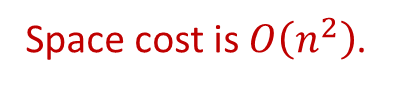 Space cost is 𝑂(𝑛²).